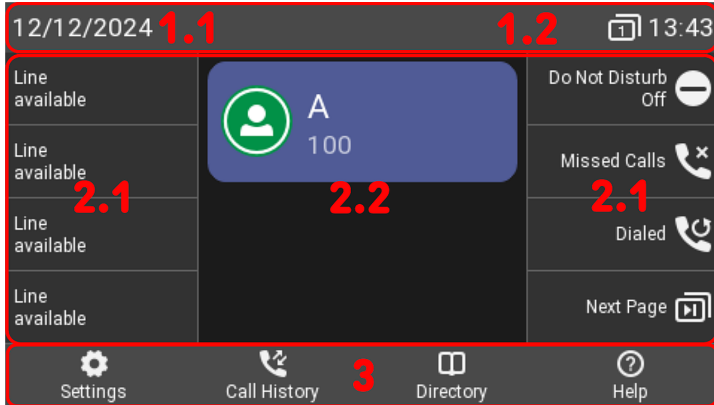 12/12/2024
1.1
1.2
1
13:43
Line
available
Line
available
2.1
Line
available
Line
available
A
100
2.2
Do Not Disturb
Off
Missed Calls
2.1
Dialed
Next Page
Settings
Call History
3
Directory
Help